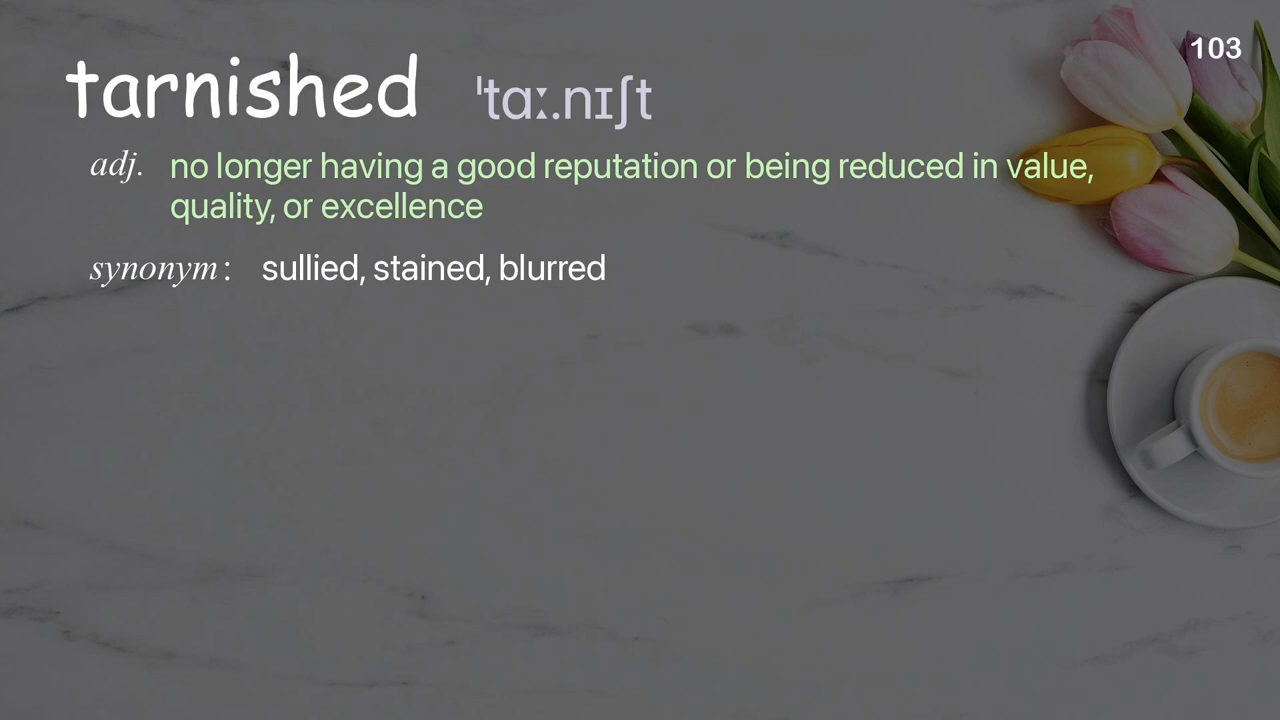 103
tarnished ˈtɑː.nɪʃt
adj. no longer having a good reputation or being reduced in value,
quality, or excellence
synonym: sullied, stained, blurred